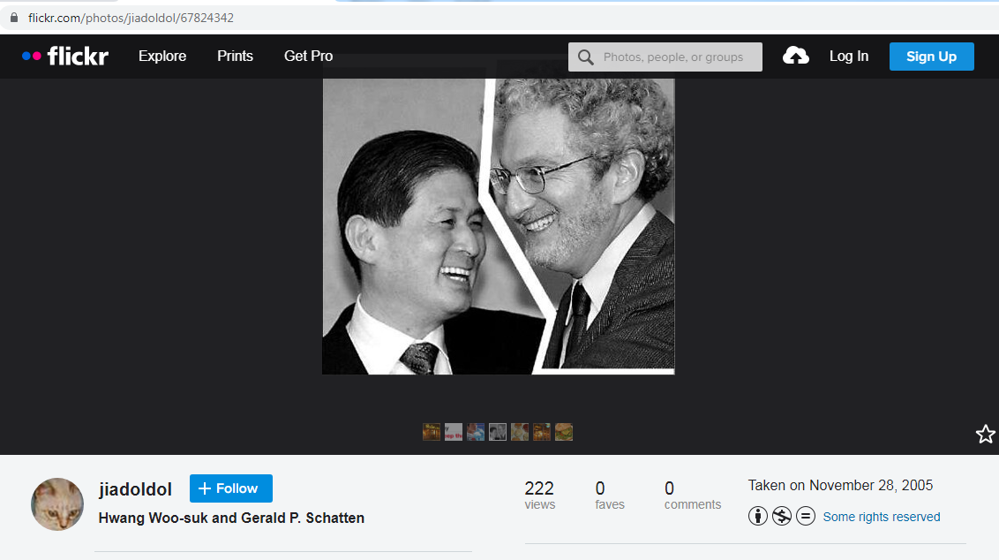 flickr.com/photos/jiadoldol/67824342
flickr Explore Prints Get Pro Photos, people, or groups Log In Sign Up
jiadoldol + Follow
Hwang Woo-suk and Gerald P. Schatten
222 0 0
views faves comments
Taken on November 28, 2005
Some rights reserved